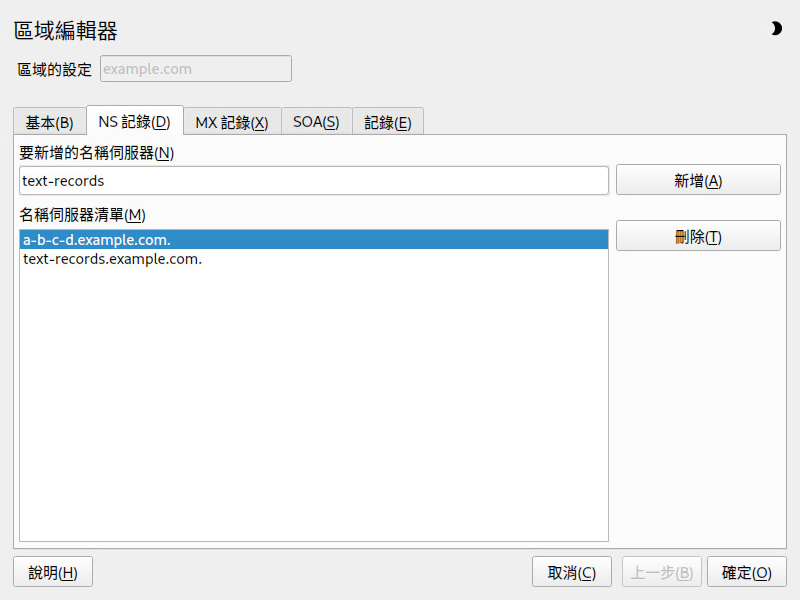 區域編輯器
區域的設定 example.com
基本(B) NS 記錄(D) MX 記錄(X) SOA(S) 記錄(E)
要新增的名稱伺服器(N)
text-records 新增(A)
名稱伺服器清單(M)
a-b-c-d.example.com. 刪除(T)
text-records.example.com.
說明(H) 取消(C) 上一步(B) 確定(O)